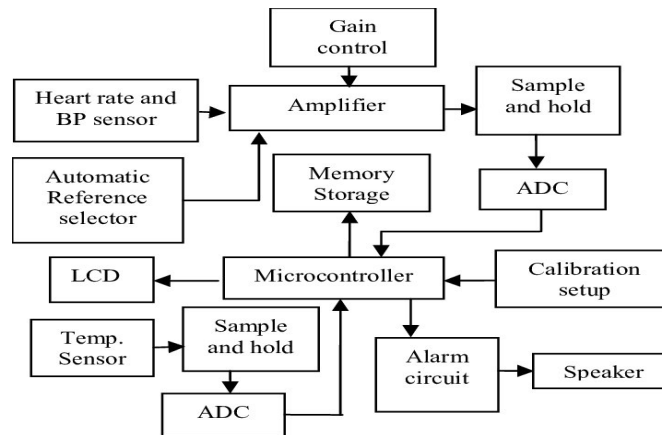 Gain
control
Heart rate and
BP sensor
Amplifier
Sample
and hold
Automatic
Reference
selector
Memory
Storage
ADC
LCD
Microcontroller
Calibration
setup
Temp.
Sensor
Sample
and hold
Alarm
circuit
Speaker
ADC